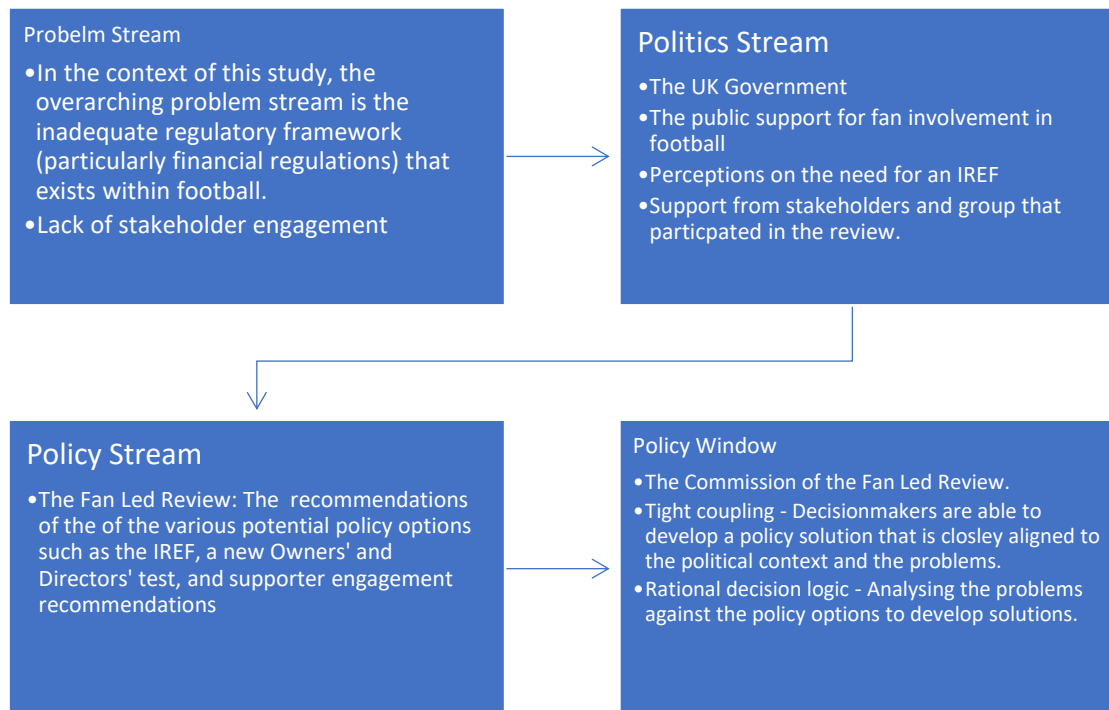 Probelm Stream
•In the context of this study, the
overarching problem stream is the
inadequate regulatory framework
(particularly financial regulations) that
exists within football.
•Lack of stakeholder engagement
Politics Stream
•The UK Government
•The public support for fan involvement in
football
•Perceptions on the need for an IREF
•Support from stakeholders and group that
particpated in the review.
Policy Stream
•The Fan Led Review: The recommendations
of the of the various potential policy options
such as the IREF, a new Owners' and
Directors' test, and supporter engagement
recommendations
Policy Window
•The Commission of the Fan Led Review.
•Tight coupling - Decisionmakers are able to
develop a policy solution that is closley aligned to
the political context and the problems.
•Rational decision logic - Analysing the problems
against the policy options to develop solutions.